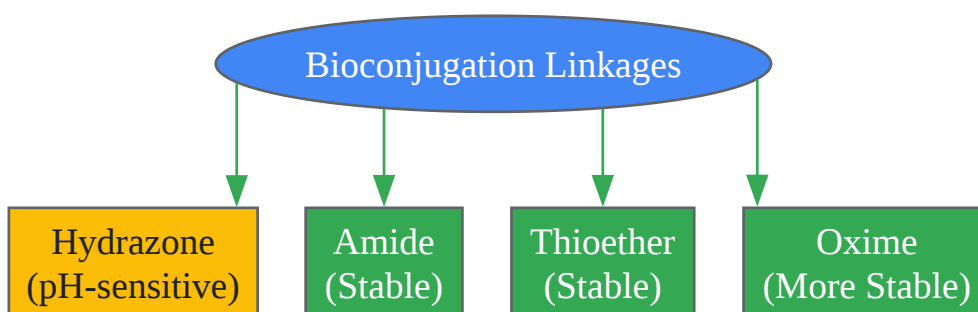 Bioconjugation Linkages
Hydrazone
(pH-sensitive)
Amide
(Stable)
Thioether
(Stable)
Oxime
(More Stable)